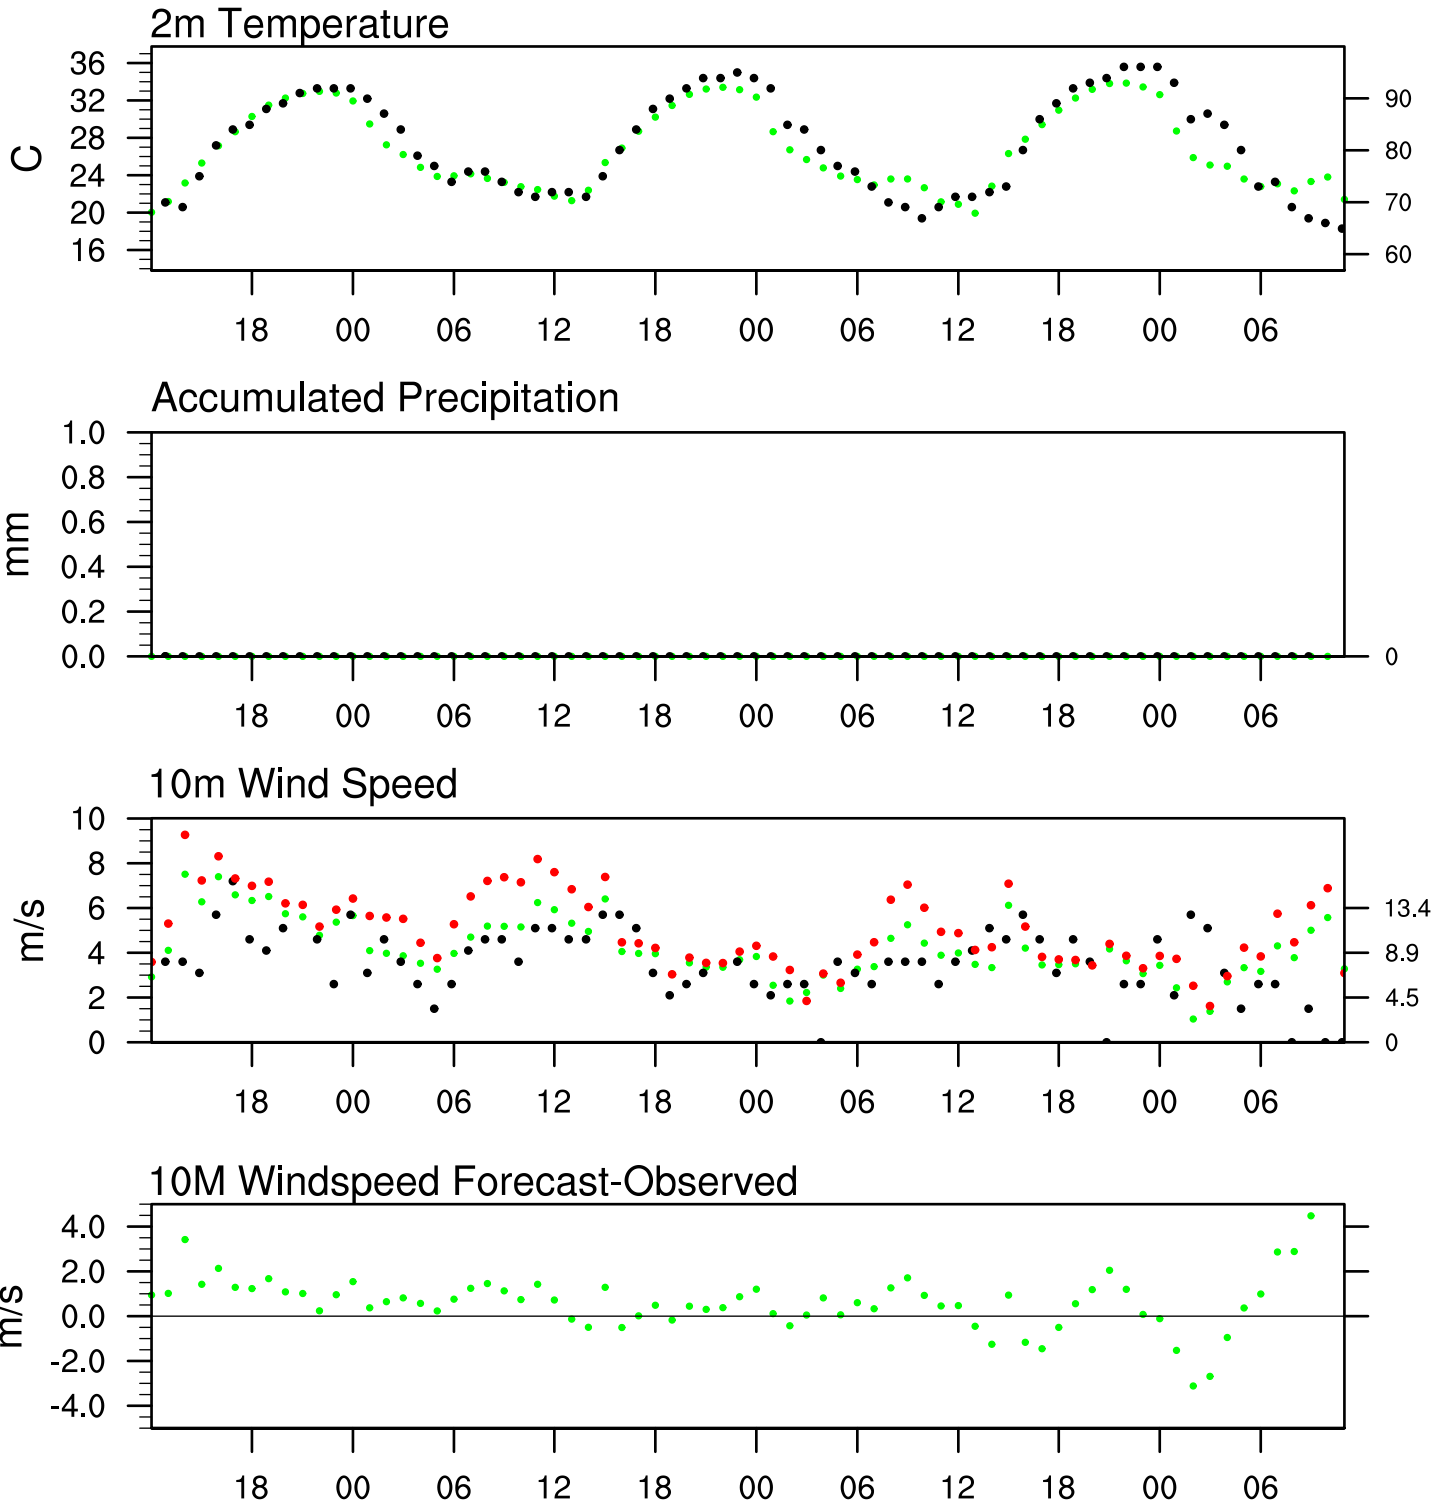 2m Temperature
36
32
28
24
20
16
C
90
80
70
60
18 00 06 12 18 00 06 12 18 00 06
Accumulated Precipitation
1.0
0.8
0.6
0.4
0.2
0.0
mm
0
18 00 06 12 18 00 06 12 18 00 06
10m Wind Speed
10
8
6
4
2
0
m/s
13.4
8.9
4.5
0
18 00 06 12 18 00 06 12 18 00 06
10M Windspeed Forecast-Observed
4.0
2.0
0.0
-2.0
-4.0
m/s
18 00 06 12 18 00 06 12 18 00 06